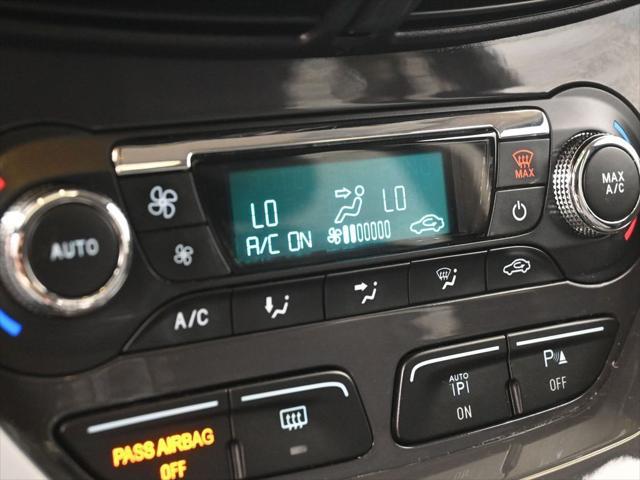 LO LO
A/C ON
AUTO
MAX
MAX
A/C
A/C
AUTO
P
ON
P
OFF
PASS AIRBAG
OFF